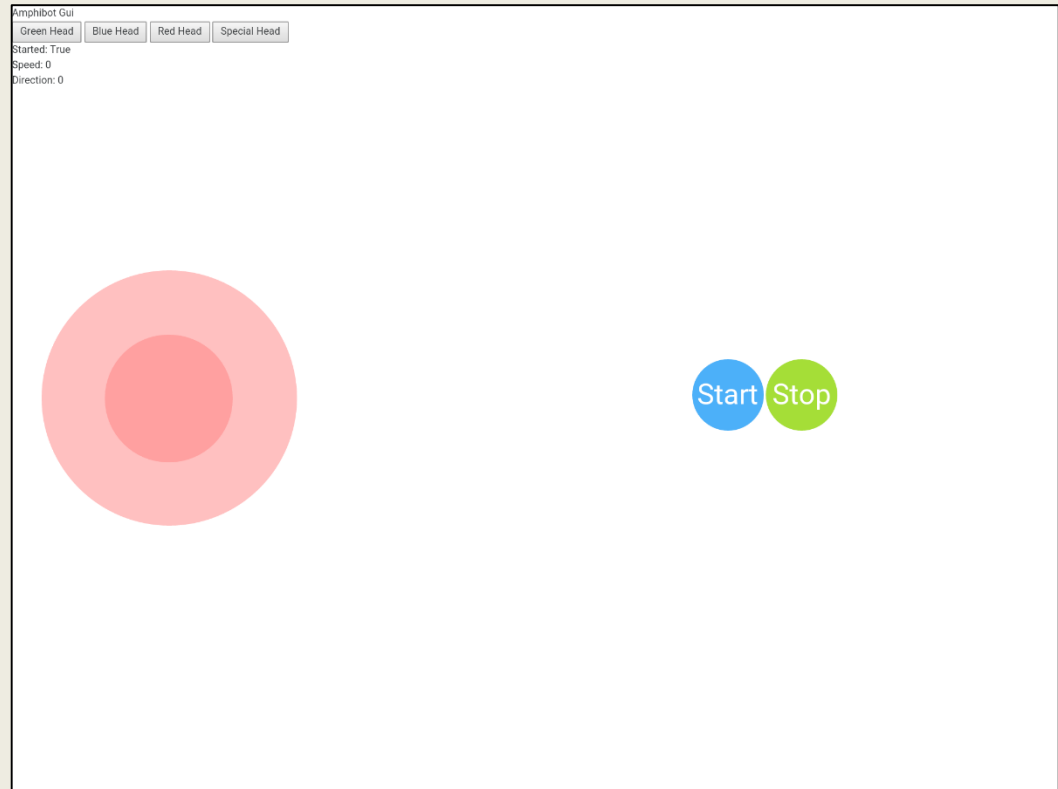 Amphibot Gui
Green Head Blue Head Red Head Special Head
Started: True
Speed: 0
Direction: 0
Start Stop